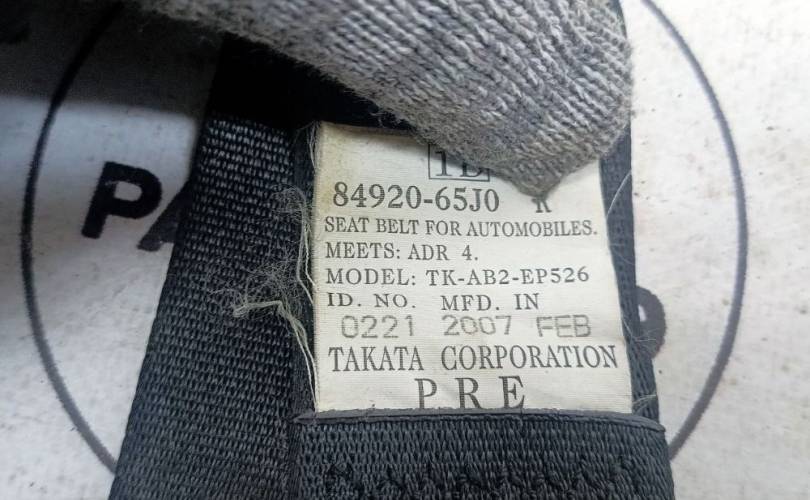 84920-65J0 R
SEAT BELT FOR AUTOMOBILES.
MEETS: ADR 4.
MODEL: TK-AB2-EP526
ID. NO. MFD. IN
0221 2007 FEB
TAKATA CORPORATION
PRE